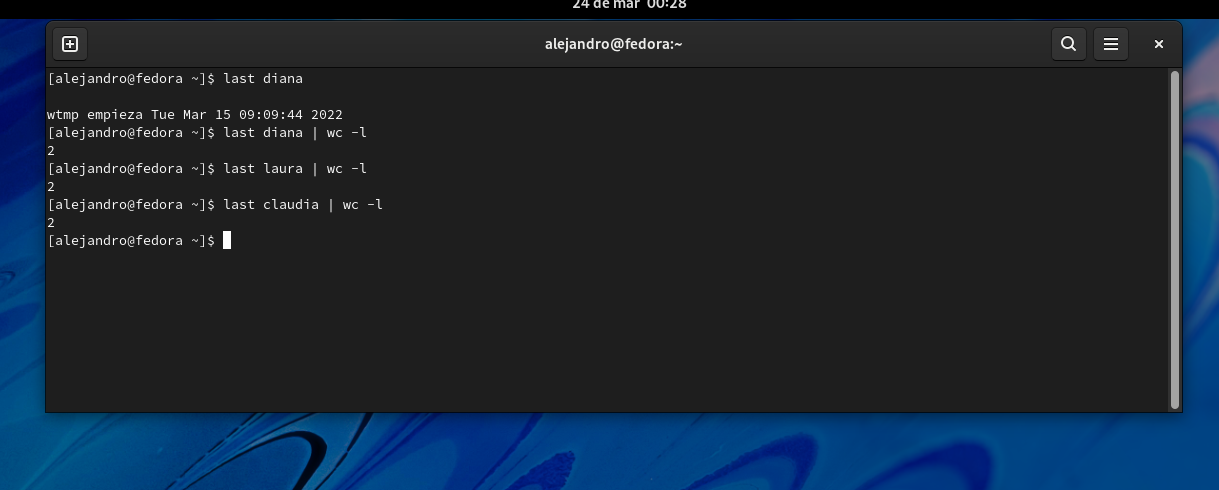 24 de mar 00:28
alejandro@fedora:~
[alejandro@fedora ~]$ last diana
wtmp empieza Tue Mar 15 09:09:44 2022
[alejandro@fedora ~]$ last diana | wc -l
2
[alejandro@fedora ~]$ last laura | wc -l
2
[alejandro@fedora ~]$ last claudia | wc -l
2
[alejandro@fedora ~]$